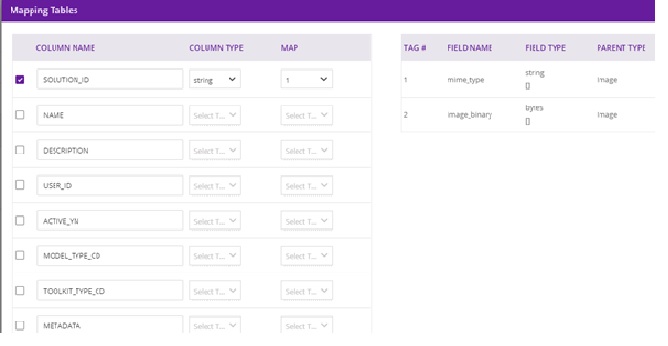 Mapping Tables
COLUMN NAME COLUMN TYPE MAP TAG # FIELD NAME FIELD TYPE PARENT TYPE
SOLUTION_ID string 1
1 mime_type string [] Image
NAME Select T... Select T...
2 image_binary bytes [] Image
DESCRIPTION Select T... Select T...
USER_ID Select T... Select T...
ACTIVE_YN Select T... Select T...
MODEL_TYPE_CD Select T... Select T...
TOOLKIT_TYPE_CD Select T... Select T...
METADATA Select T... Select T...